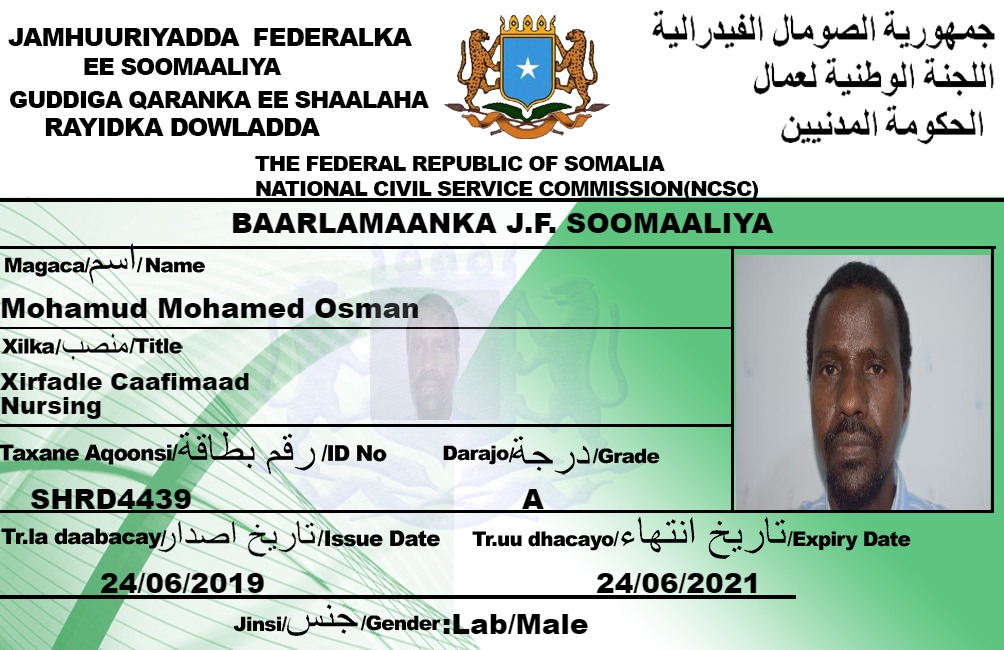 JAMHUURIYADDA FEDERALKA
EE SOOMAALIYA
GUDDIGA QARANKA EE SHAALAHA
RAYIDKA DOWLADDA
جمهورية الصومال الفيدرالية
اللجنة الوطنية لعمال
الحكومة المدنيين
THE FEDERAL REPUBLIC OF SOMALIA
NATIONAL CIVIL SERVICE COMMISSION(NCSC)
BAARLAMAANKA J.F. SOOMAALIYA
Magaca/اسم/Name
Mohamud Mohamed Osman
Xilka/منصب/Title
Xirfadle Caafimaad
Nursing
Taxane Aqoonsi/رقم بطاقة/ID No
SHRD4439
Darajo/درجة/Grade
A
Tr.la daabacay/تاريخ اصدار/Issue Date
24/06/2019
Tr.uu dhacayo/تاريخ انتهاء/Expiry Date
24/06/2021
Jinsi/جنس/Gender:Lab/Male